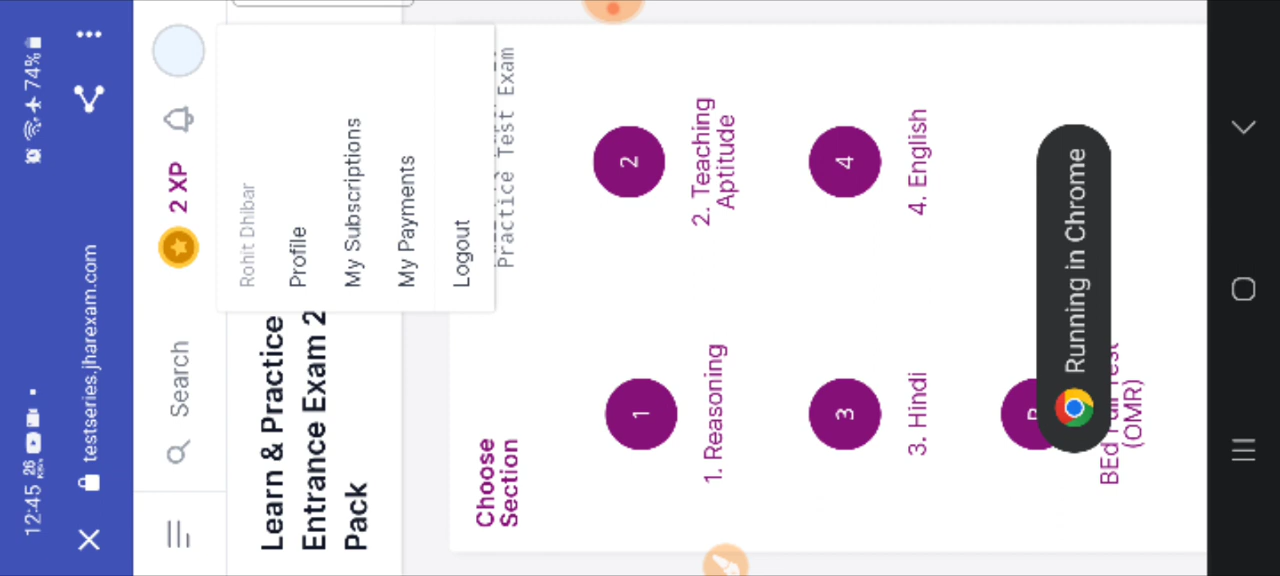 12:45
26
KB/s
74%
testseries.jharexam.com
Search
2 XP
Rohit Dhibar
Profile
My Subscriptions
My Payments
Logout
Learn & Practice
Entrance Exam 2
Pack
Choose
Section
Practice Test Exam
1
1. Reasoning
2
2. Teaching
Aptitude
3
3. Hindi
4
4. English
BEd Full Test
(OMR)
Running in Chrome